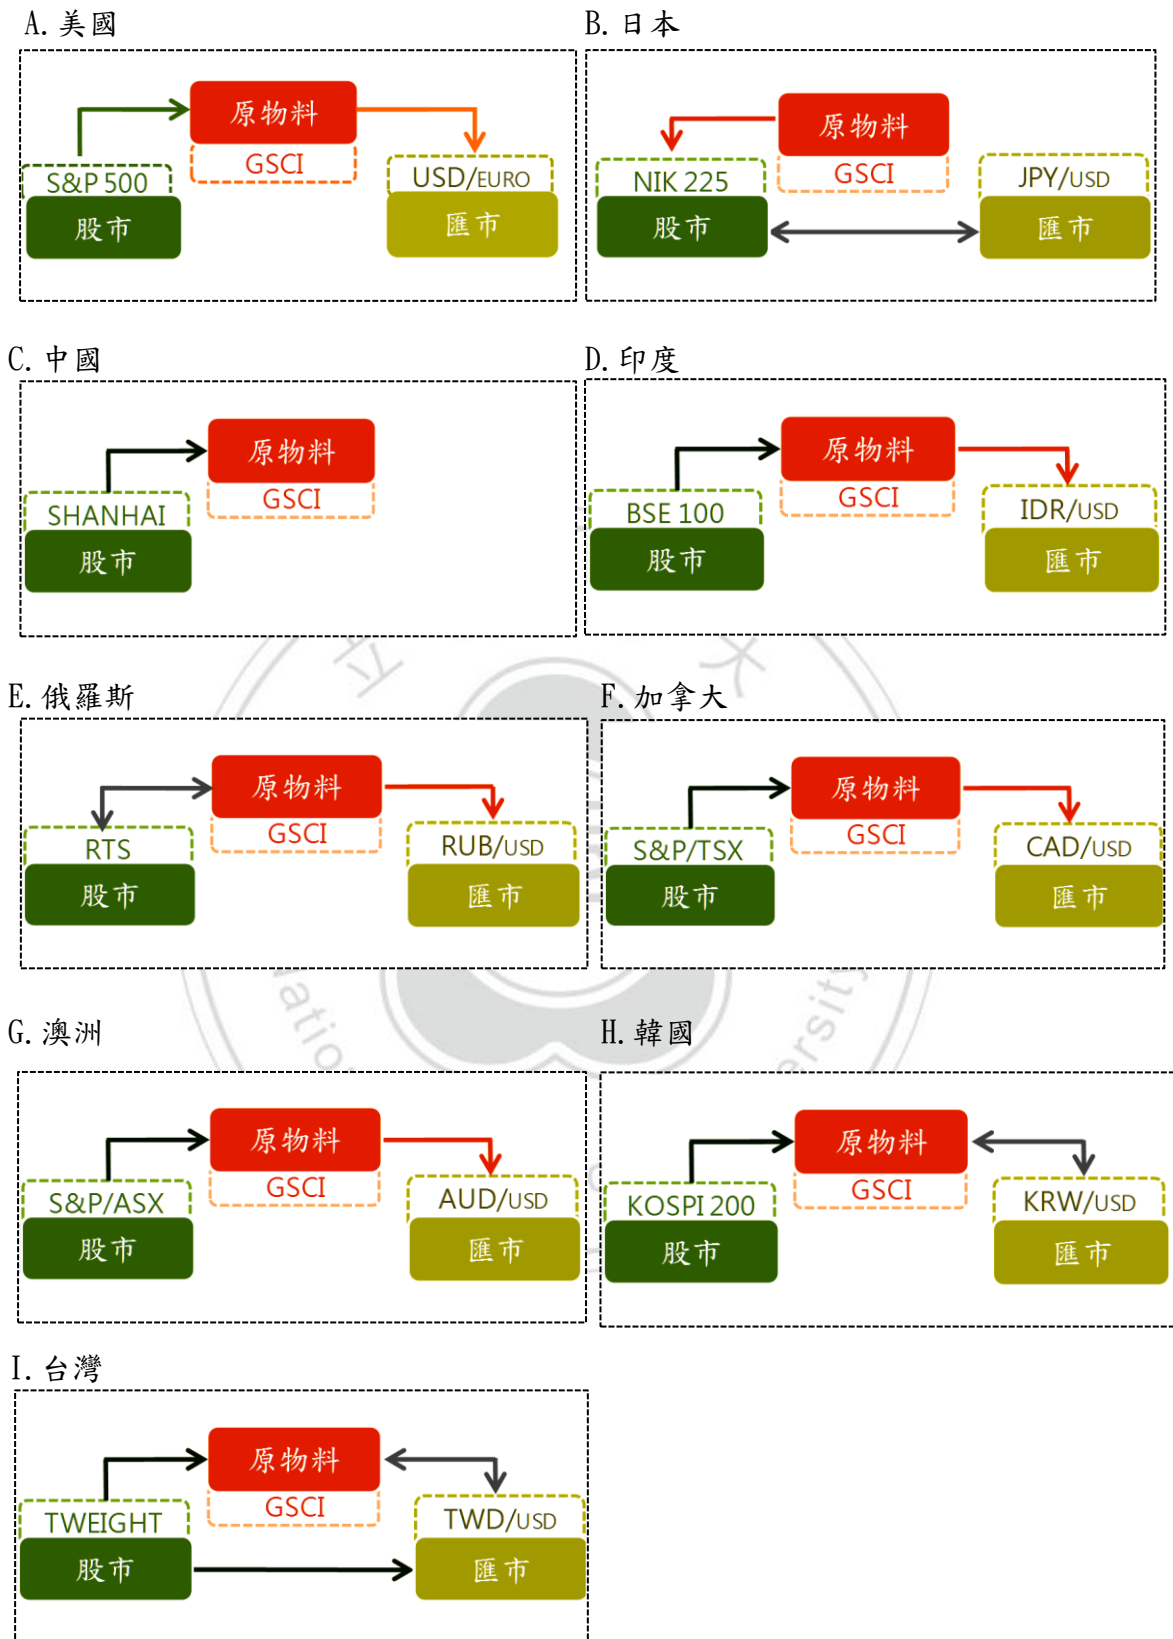 A.美國
B.日本
原物料
GSCI
S&P 500
股市
USD/EURO
匯市
原物料
GSCI
NIK 225
股市
JPY/USD
匯市
C.中國
D.印度
原物料
GSCI
SHANHAI
股市
原物料
GSCI
BSE 100
股市
IDR/USD
匯市
E.俄羅斯
F.加拿大
原物料
GSCI
RTS
股市
RUB/USD
匯市
原物料
GSCI
S&P/TSX
股市
CAD/USD
匯市
G.澳洲
H.韓國
原物料
GSCI
S&P/ASX
股市
AUD/USD
匯市
原物料
GSCI
KOSPI 200
股市
KRW/USD
匯市
I.台灣
原物料
GSCI
TWEIGHT
股市
TWD/USD
匯市
立
大